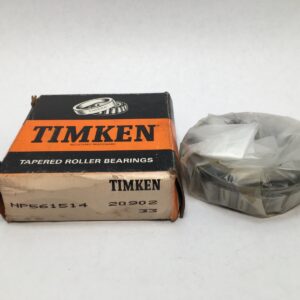 TIMKEN
TAPERED ROLLER BEARINGS
TIMKEN
NP561514 20902
33